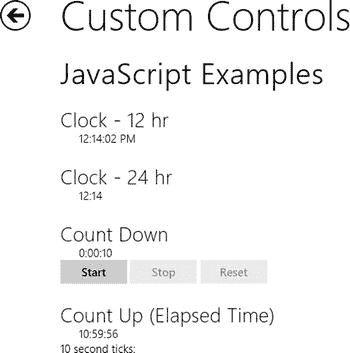 Custom Controls
JavaScript Examples
Clock - 12 hr
12:14:02 PM
Clock - 24 hr
12:14
Count Down
0:00:10
Start Stop Reset
Count Up (Elapsed Time)
10:59:56
10 second ticks: